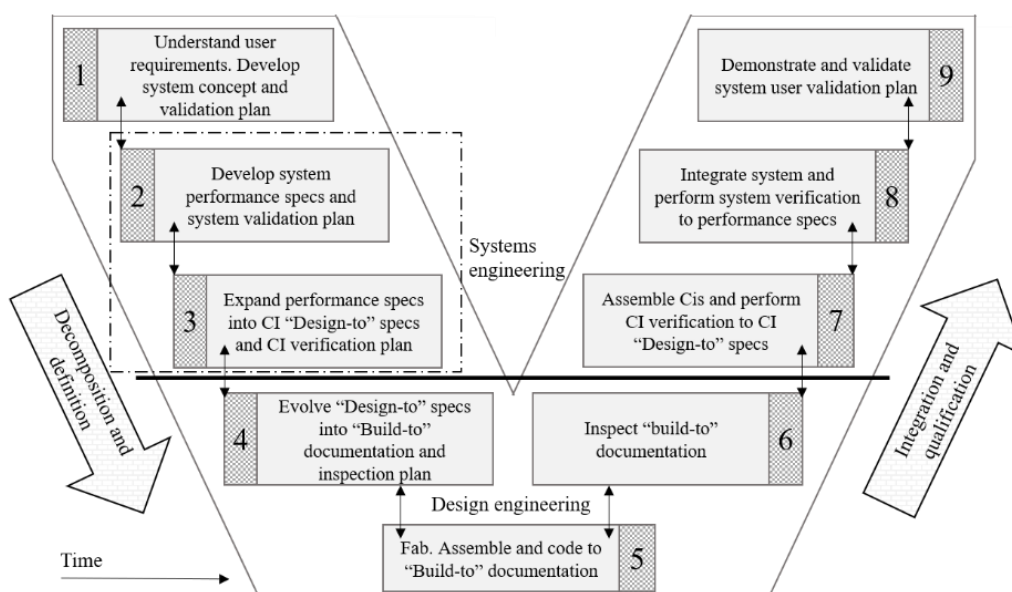 1
Understand user
requirements. Develop
system concept and
validation plan
2
Develop system
performance specs and
system validation plan
3
Expand performance specs
into CI “Design-to” specs
and CI verification plan
4
Evolve “Design-to” specs
into “Build-to”
documentation and
inspection plan
Fab. Assemble and code to
“Build-to” documentation
5
Inspect “build-to”
documentation
6
Assemble Cis and perform
CI verification to CI
“Design-to” specs
7
Integrate system and
perform system verification
to performance specs
8
Demonstrate and validate
system user validation plan
9
Systems
engineering
Design engineering
Decomposition and
definition
Integration and
qualification
Time